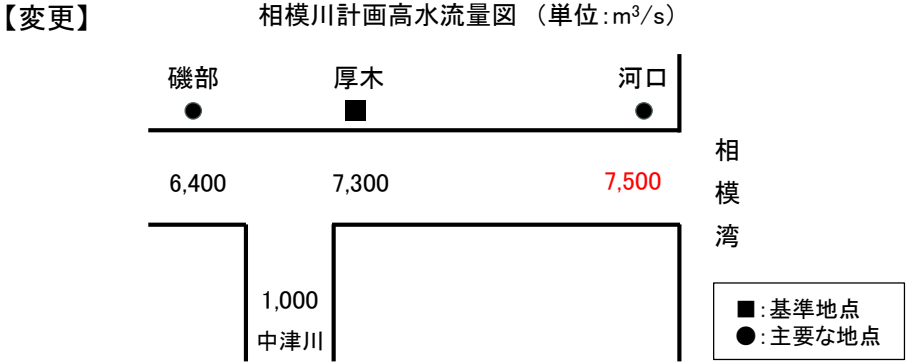 【変更】 相模川計画高水流量図 （単位：m³/s）
磯部 厚木 河口
6,400 7,300 7,500
相模湾
1,000
中津川
■：基準地点
●：主要な地点